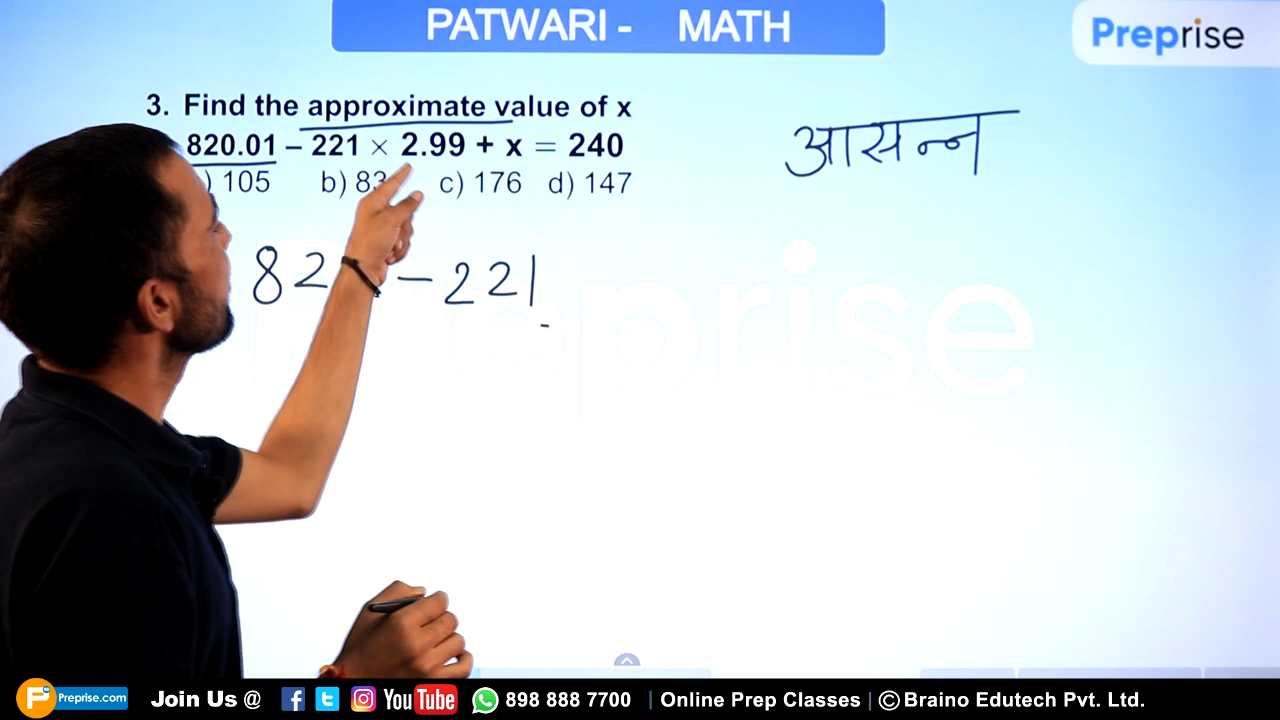 PATWARI - MATH
Preprise
3. Find the approximate value of x
820.01 – 221 × 2.99 + x = 240
) 105 b) 83 c) 176 d) 147
आसन्न
82 – 221
Preprise.com Join Us @ You Tube 898 888 7700 | Online Prep Classes | © Braino Edutech Pvt. Ltd.